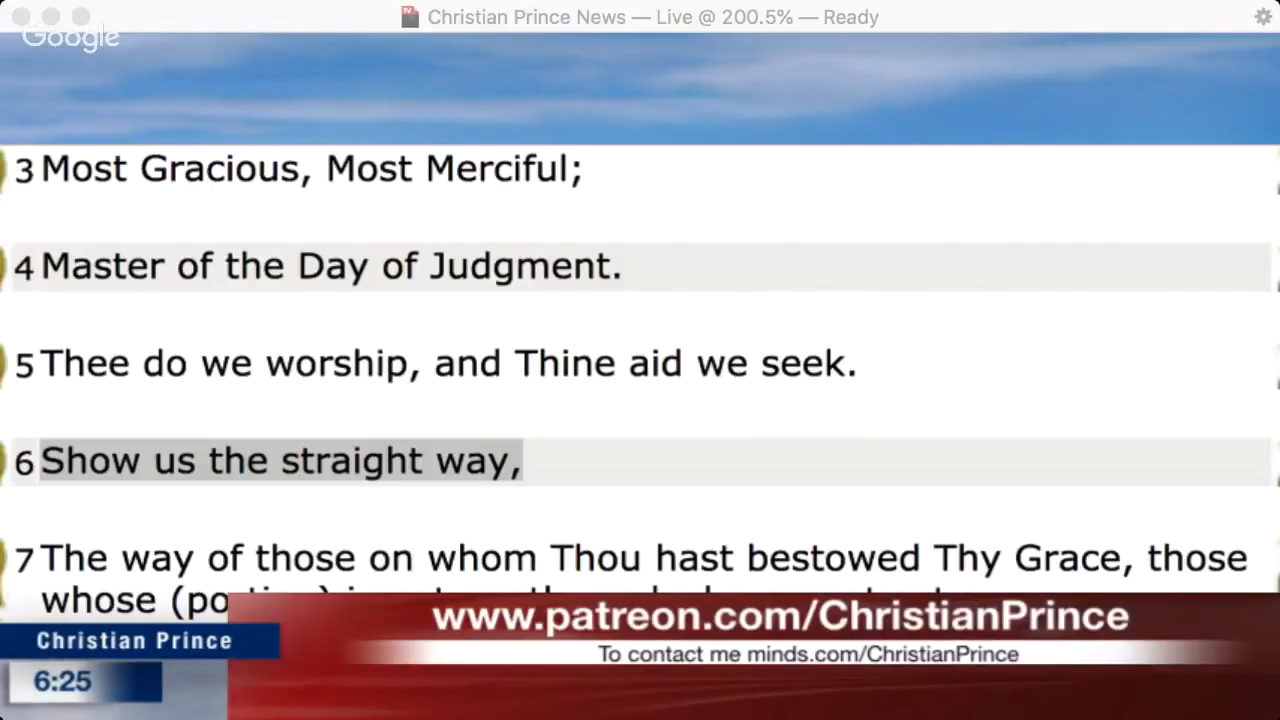 Christian Prince News — Live @ 200.5% — Ready
Google
3 Most Gracious, Most Merciful;
4 Master of the Day of Judgment.
5 Thee do we worship, and Thine aid we seek.
6 Show us the straight way,
7 The way of those on whom Thou hast bestowed Thy Grace, those
whose
www.patreon.com/ChristianPrince
Christian Prince
To contact me minds.com/ChristianPrince
6:25